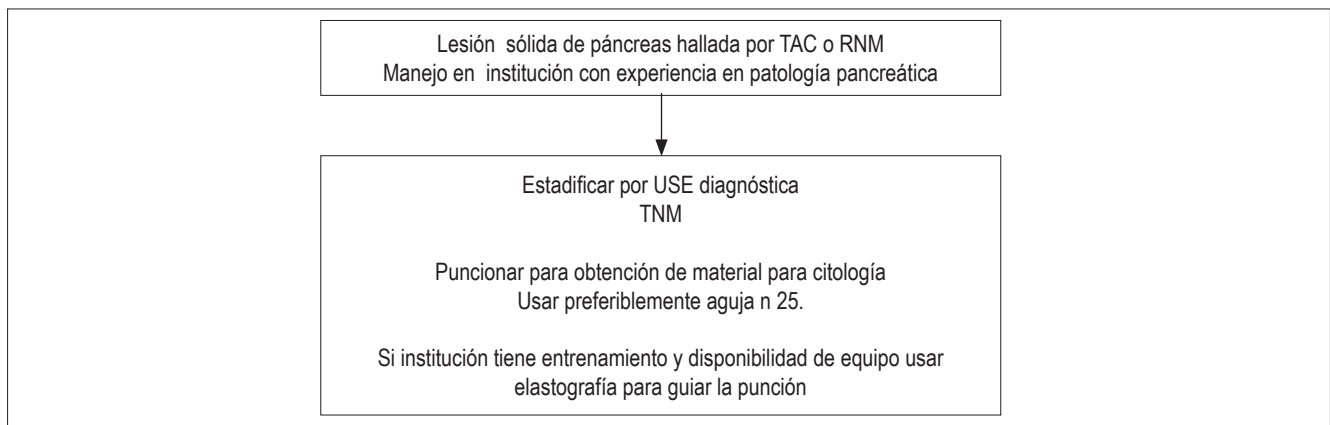 Lesión sólida de páncreas hallada por TAC o RNM
Manejo en institución con experiencia en patología pancreática
Estadificar por USE diagnóstica
TNM
Puncionar para obtención de material para citología
Usar preferiblemente aguja n 25.
Si institución tiene entrenamiento y disponibilidad de equipo usar
elastografía para guiar la punción